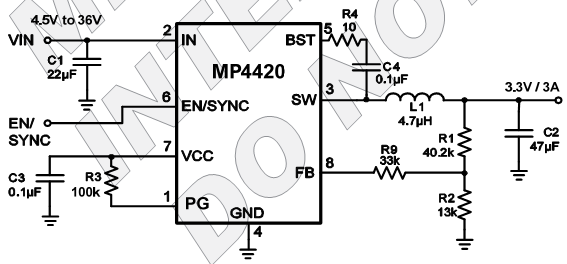 4.5V to 36V
VIN
C1
22µF
2
IN
MP4420
BST
5
R4
10
C4
0.1µF
3
SW
L1
4.7µH
3.3V / 3A
EN/
SYNC
6
EN/SYNC
7
VCC
C3
0.1µF
R3
100k
1
PG
GND
4
FB
8
R9
33k
R1
40.2k
R2
13k
C2
47µF
DO NO